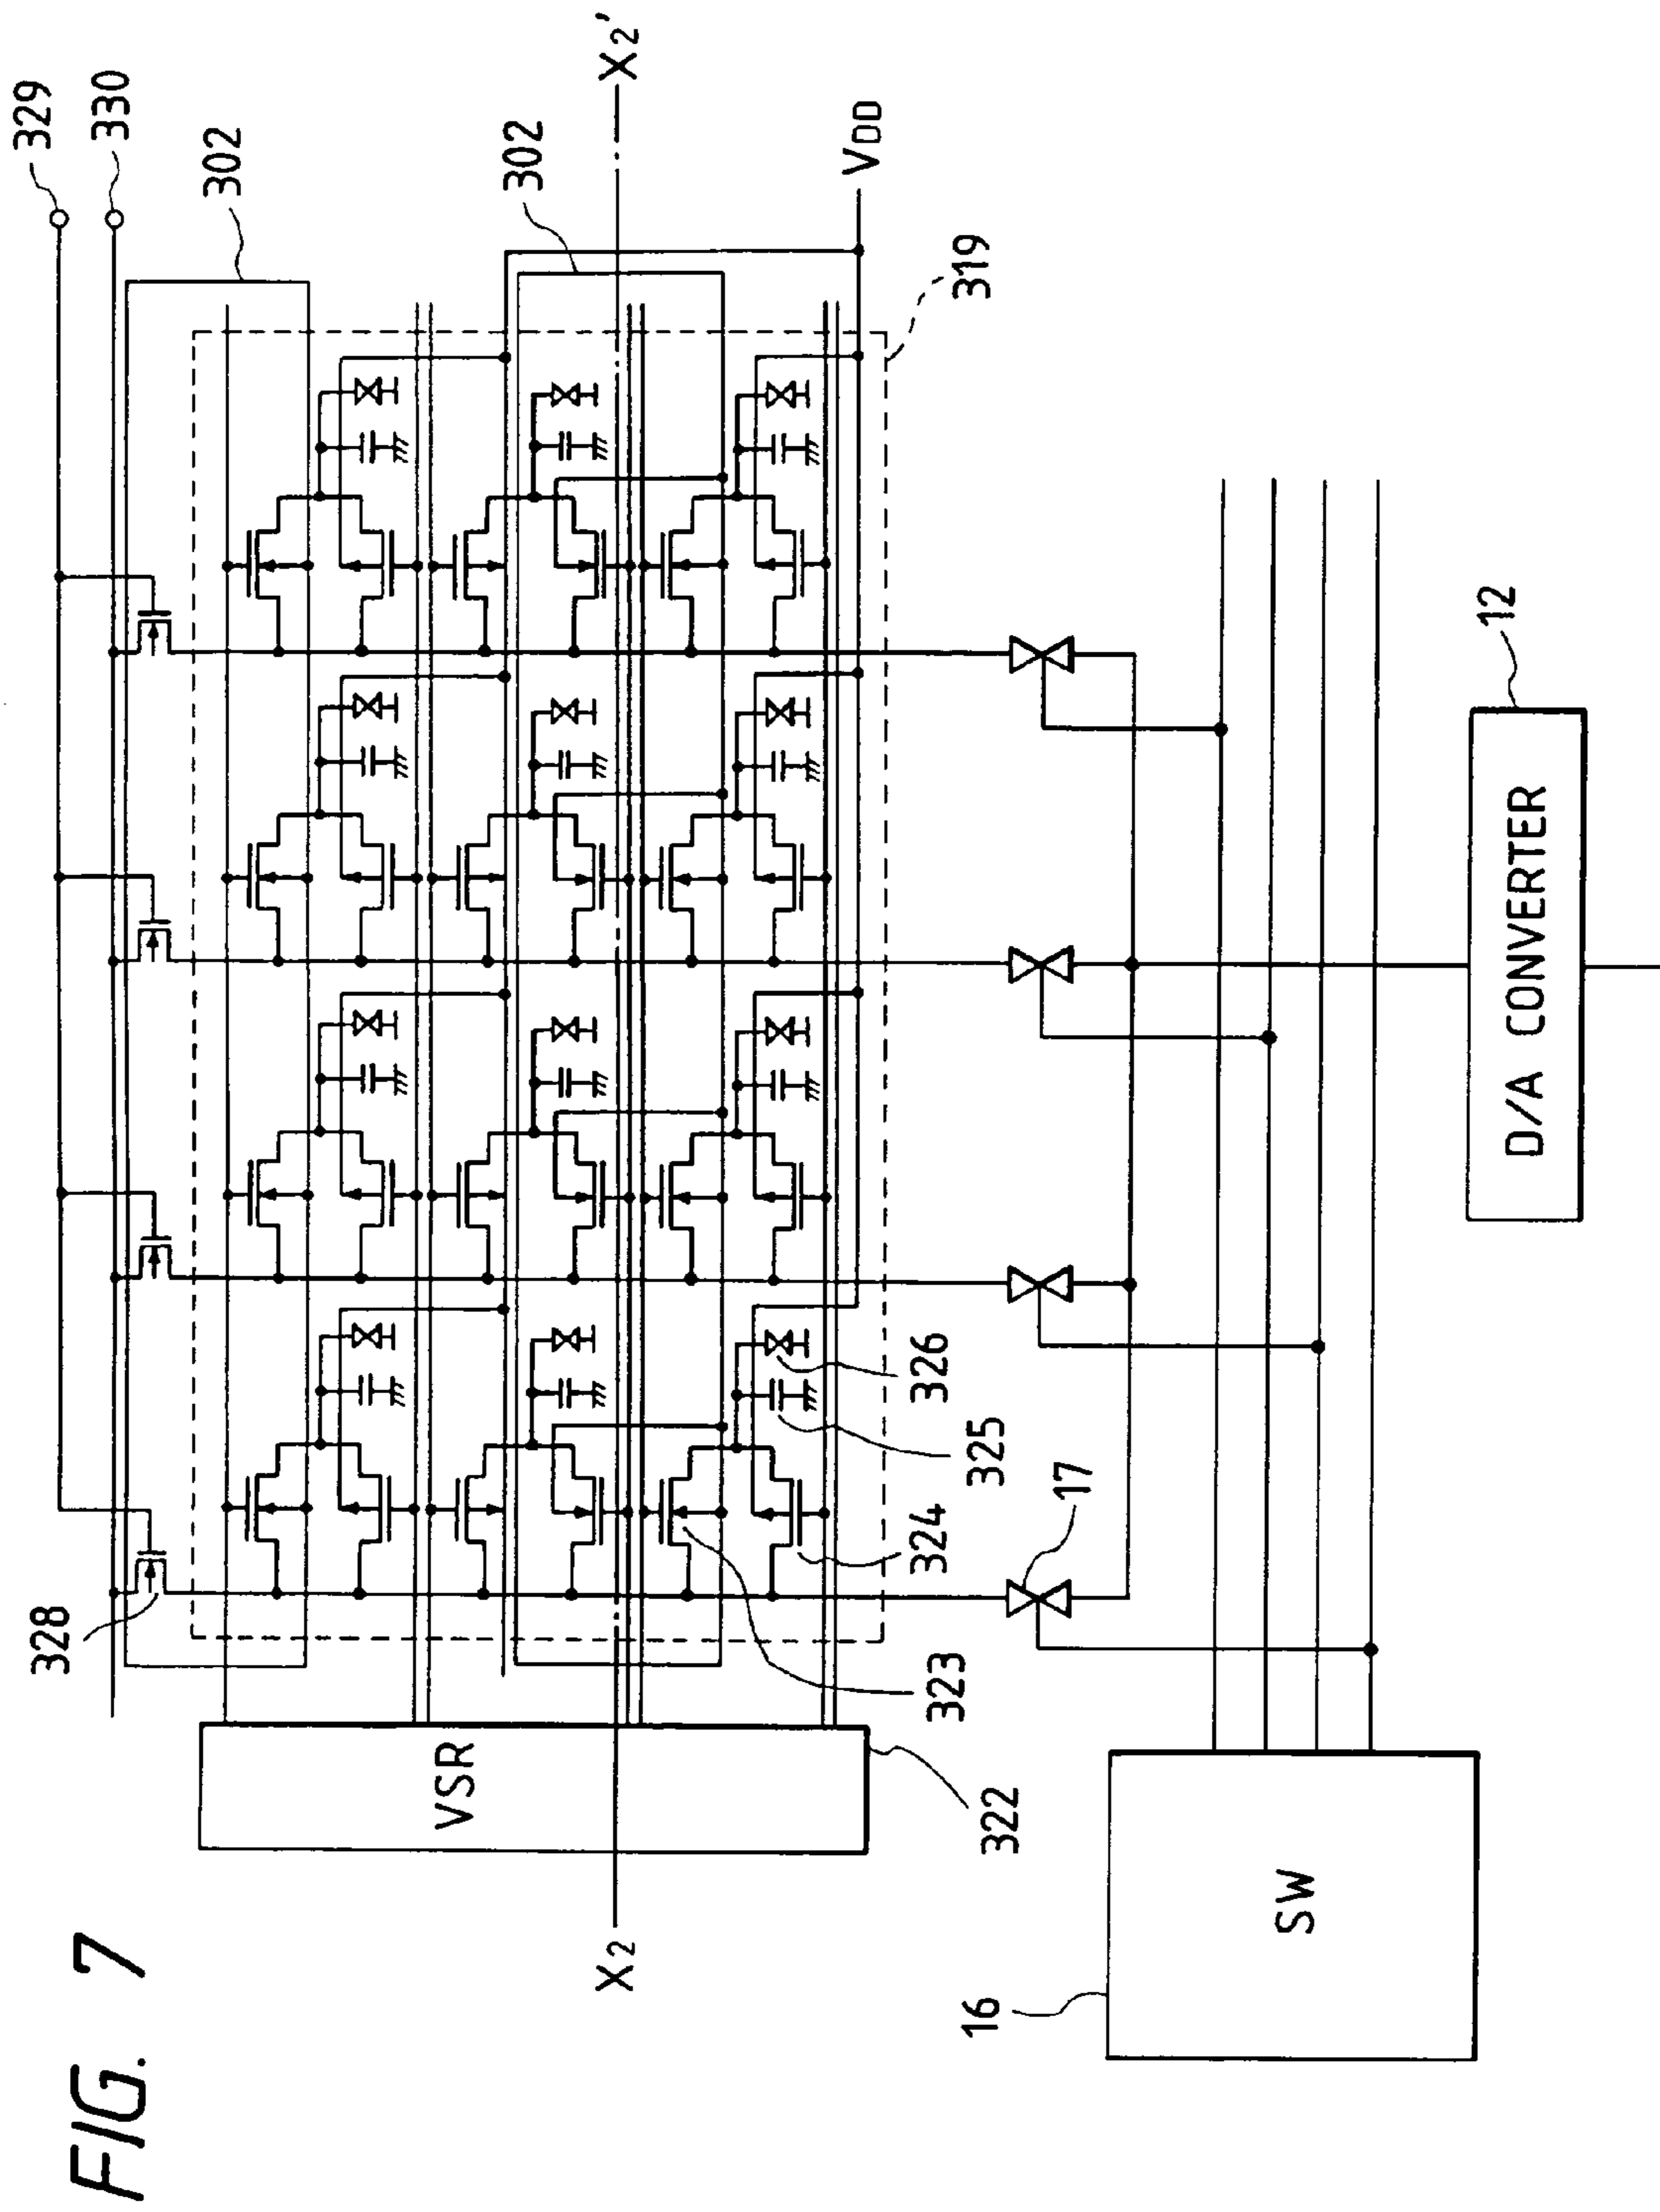 FIG. 7
329
330
302
302
X2
X2'
VDD
319
328
VSR
322
323
324
325
326
17
16
SW
12
D/A CONVERTER